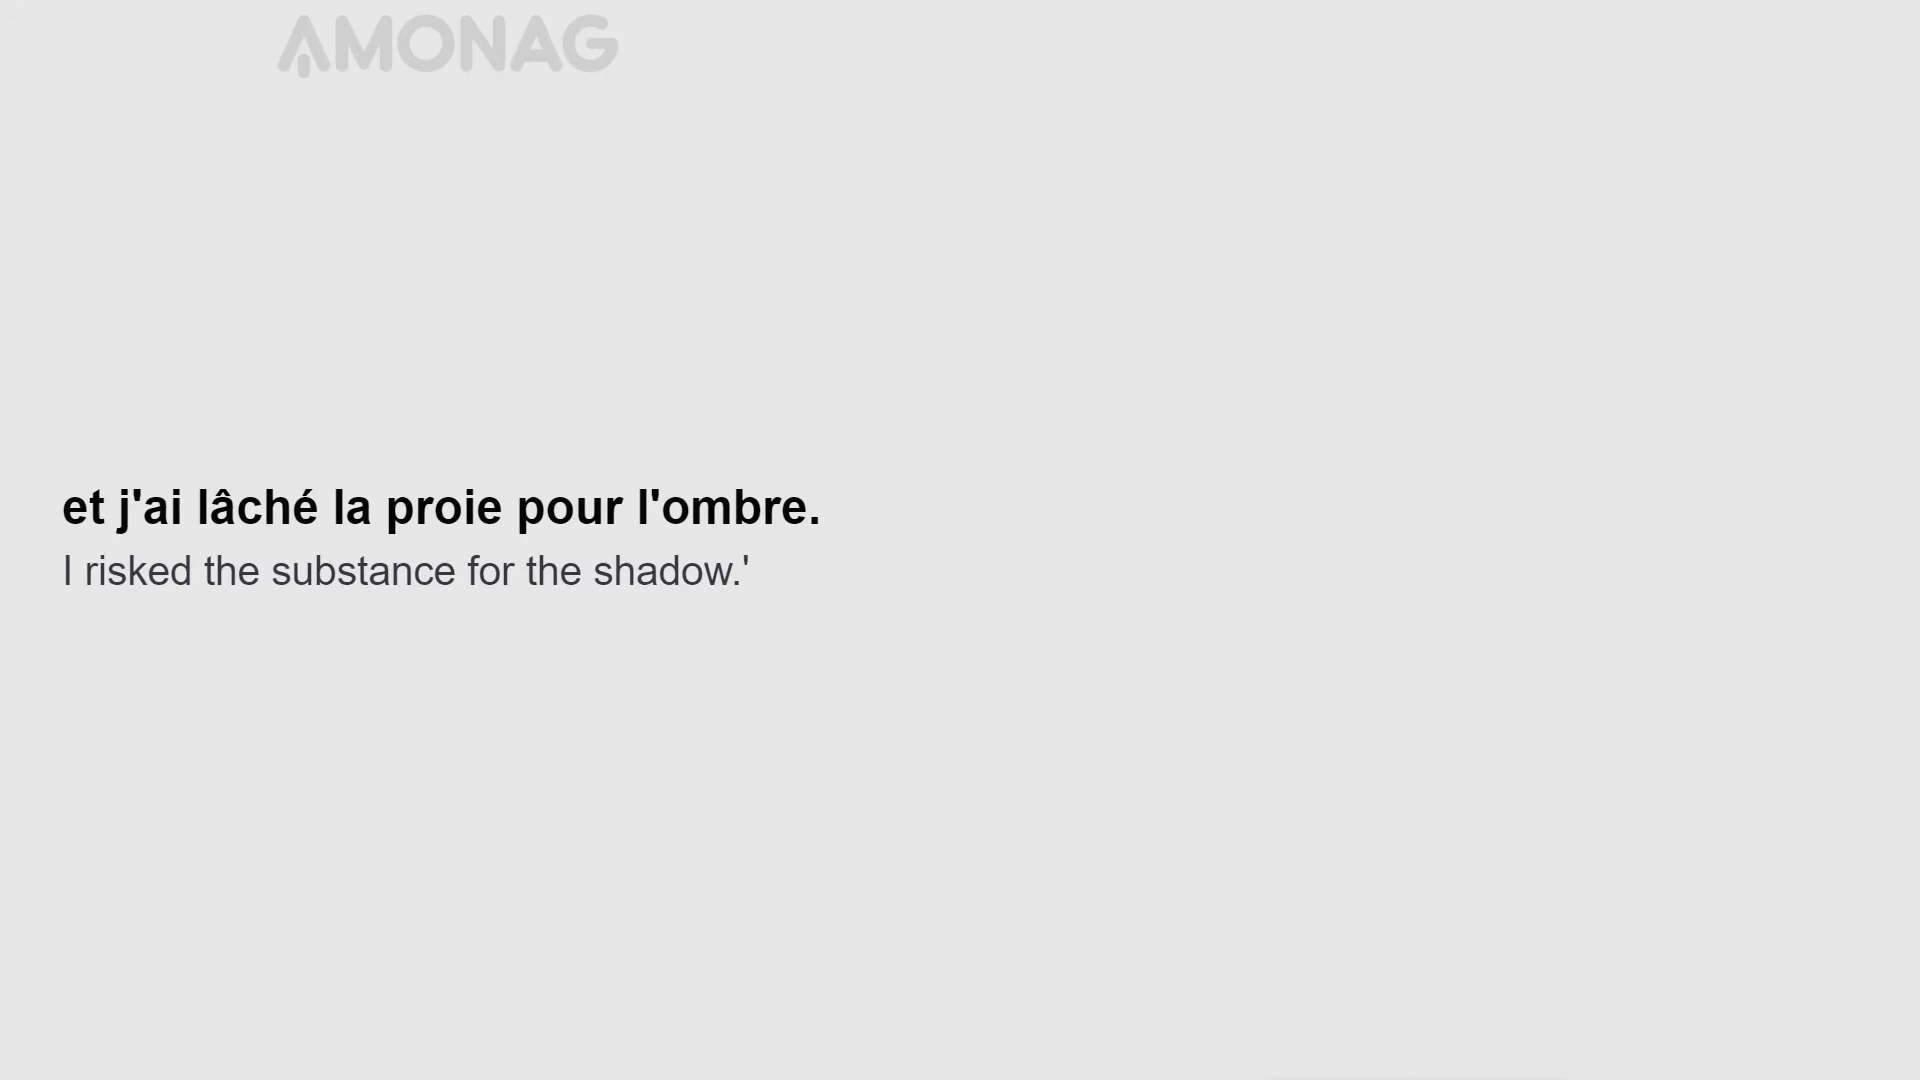 AMONAG
et j'ai lâché la proie pour l'ombre.
I risked the substance for the shadow.'